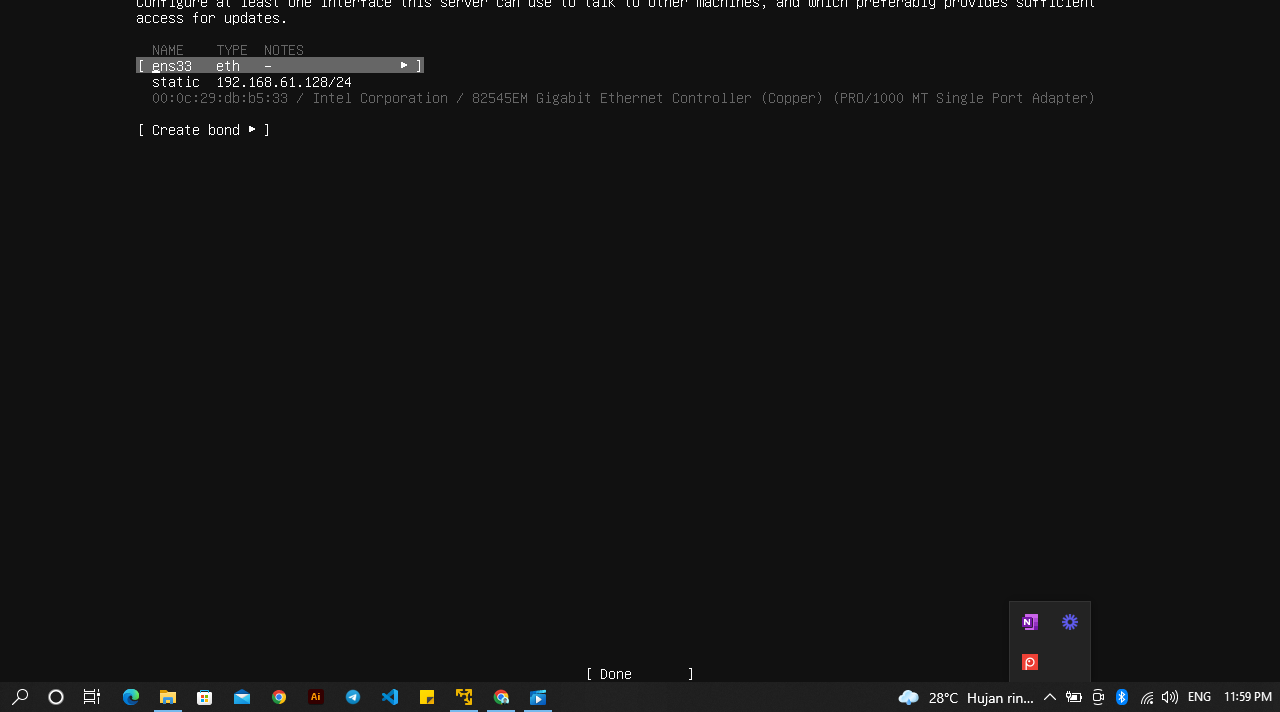 Configure at least one interface this server can use to talk to other machines, and which preferably provides sufficient
access for updates.
NAME TYPE NOTES
[ ens33 eth – ▸ ]
static 192.168.61.128/24
00:0c:29:db:b5:33 / Intel Corporation / 82545EM Gigabit Ethernet Controller (Copper) (PRO/1000 MT Single Port Adapter)
[ Create bond ▸ ]
[ Done ]
Ai
N
28°C Hujan rin... ENG 11:59 PM